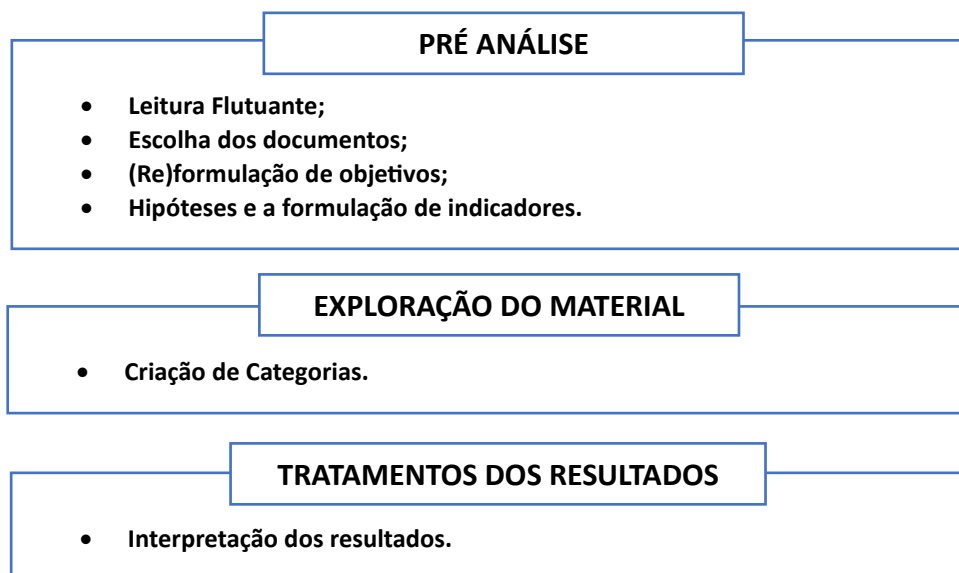 PRÉ ANÁLISE
• Leitura Flutuante;
• Escolha dos documentos;
• (Re)formulação de objetivos;
• Hipóteses e a formulação de indicadores.
EXPLORAÇÃO DO MATERIAL
• Criação de Categorias.
TRATAMENTOS DOS RESULTADOS
• Interpretação dos resultados.